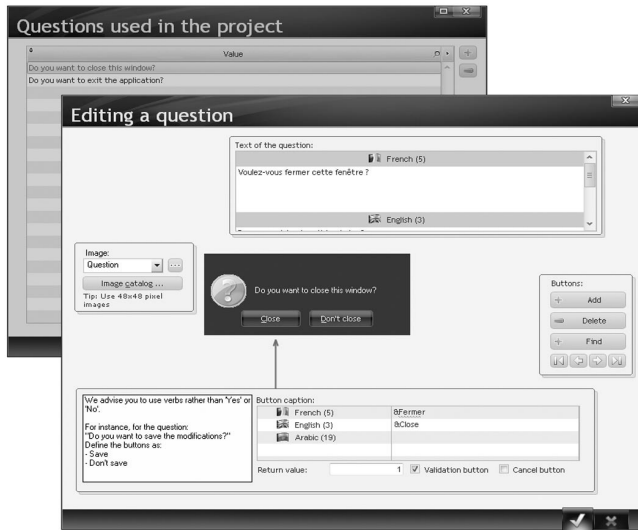 Questions used in the project
Value
Do you want to close this window?
Do you want to exit the application?
Editing a question
Text of the question:
French (5)
Voulez-vous fermer cette fenêtre ?
English (3)
Image:
Question
...
Image catalog ...
Tip: Use 48x48 pixel
images
Do you want to close this window?
Close
Don't close
Buttons:
Add
Delete
Find
We advise you to use verbs rather than 'Yes' or
'No'.
For instance, for the question:
"Do you want to save the modifications?"
Define the buttons as:
- Save
- Don't save
Button caption:
French (5) &Fermer
English (3) &Close
Arabic (19)
Return value: 1 Validation button Cancel button